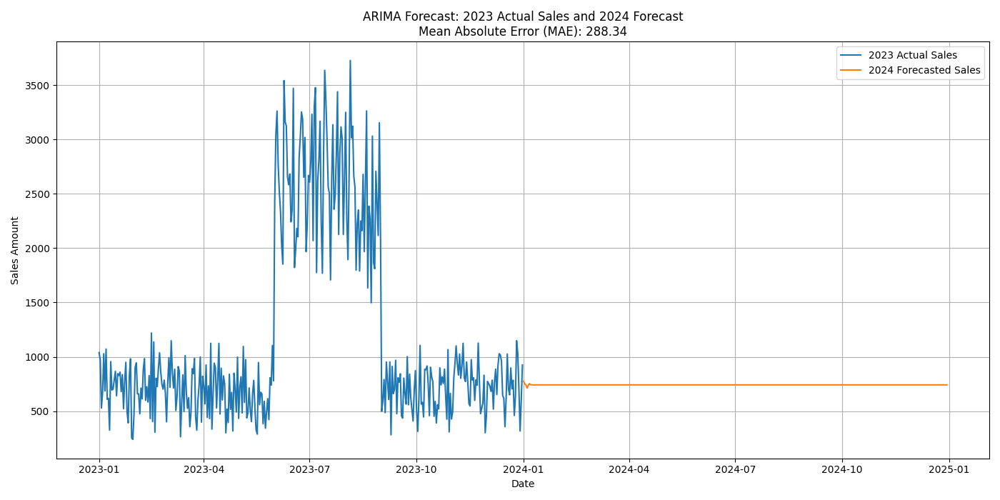 ARIMA Forecast: 2023 Actual Sales and 2024 Forecast
Mean Absolute Error (MAE): 288.34
2023 Actual Sales
2024 Forecasted Sales
Sales Amount
3500
3000
2500
2000
1500
1000
500
2023-01 2023-04 2023-07 2023-10 2024-01 2024-04 2024-07 2024-10 2025-01
Date